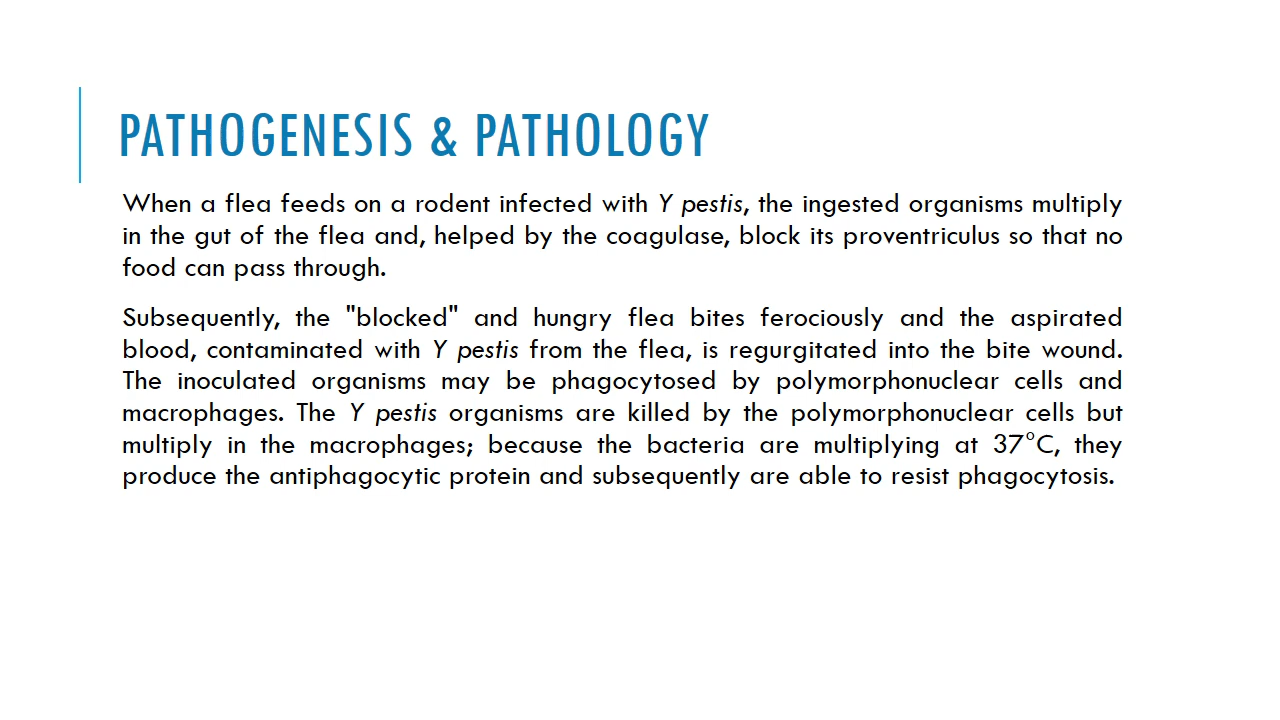 PATHOGENESIS & PATHOLOGY
When a flea feeds on a rodent infected with Y pestis, the ingested organisms multiply
in the gut of the flea and, helped by the coagulase, block its proventriculus so that no
food can pass through.
Subsequently, the "blocked" and hungry flea bites ferociously and the aspirated
blood, contaminated with Y pestis from the flea, is regurgitated into the bite wound.
The inoculated organisms may be phagocytosed by polymorphonuclear cells and
macrophages. The Y pestis organisms are killed by the polymorphonuclear cells but
multiply in the macrophages; because the bacteria are multiplying at 37°C, they
produce the antiphagocytic protein and subsequently are able to resist phagocytosis.